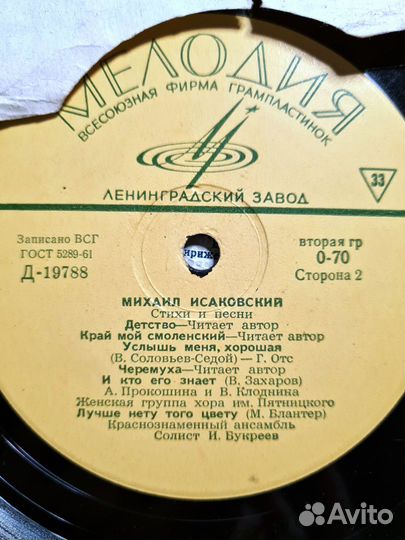 МЕЛОДИЯ
ВСЕСОЮЗНАЯ ФИРМА ГРАМПЛАСТИНОК
33
ЛЕНИНГРАДСКИЙ ЗАВОД
Записано ВСГ
ГОСТ 5289-61
Д-19788
вторая гр
0-70
Сторона 2
МИХАИЛ ИСАКОВСКИЙ
Стихи и песни
Детство—Читает автор
Край мой смоленский—Читает автор
Услышь меня, хорошая
(В. Соловьев-Седой) — Г. Отс
Черемуха—Читает автор
И кто его знает (В. Захаров)
А. Прокошина и В. Клоднина
Женская группа хора им. Пятницкого
Лучше нету того цвету (М. Блантер)
Краснознаменный ансамбль
Солист И. Букреев
Avito